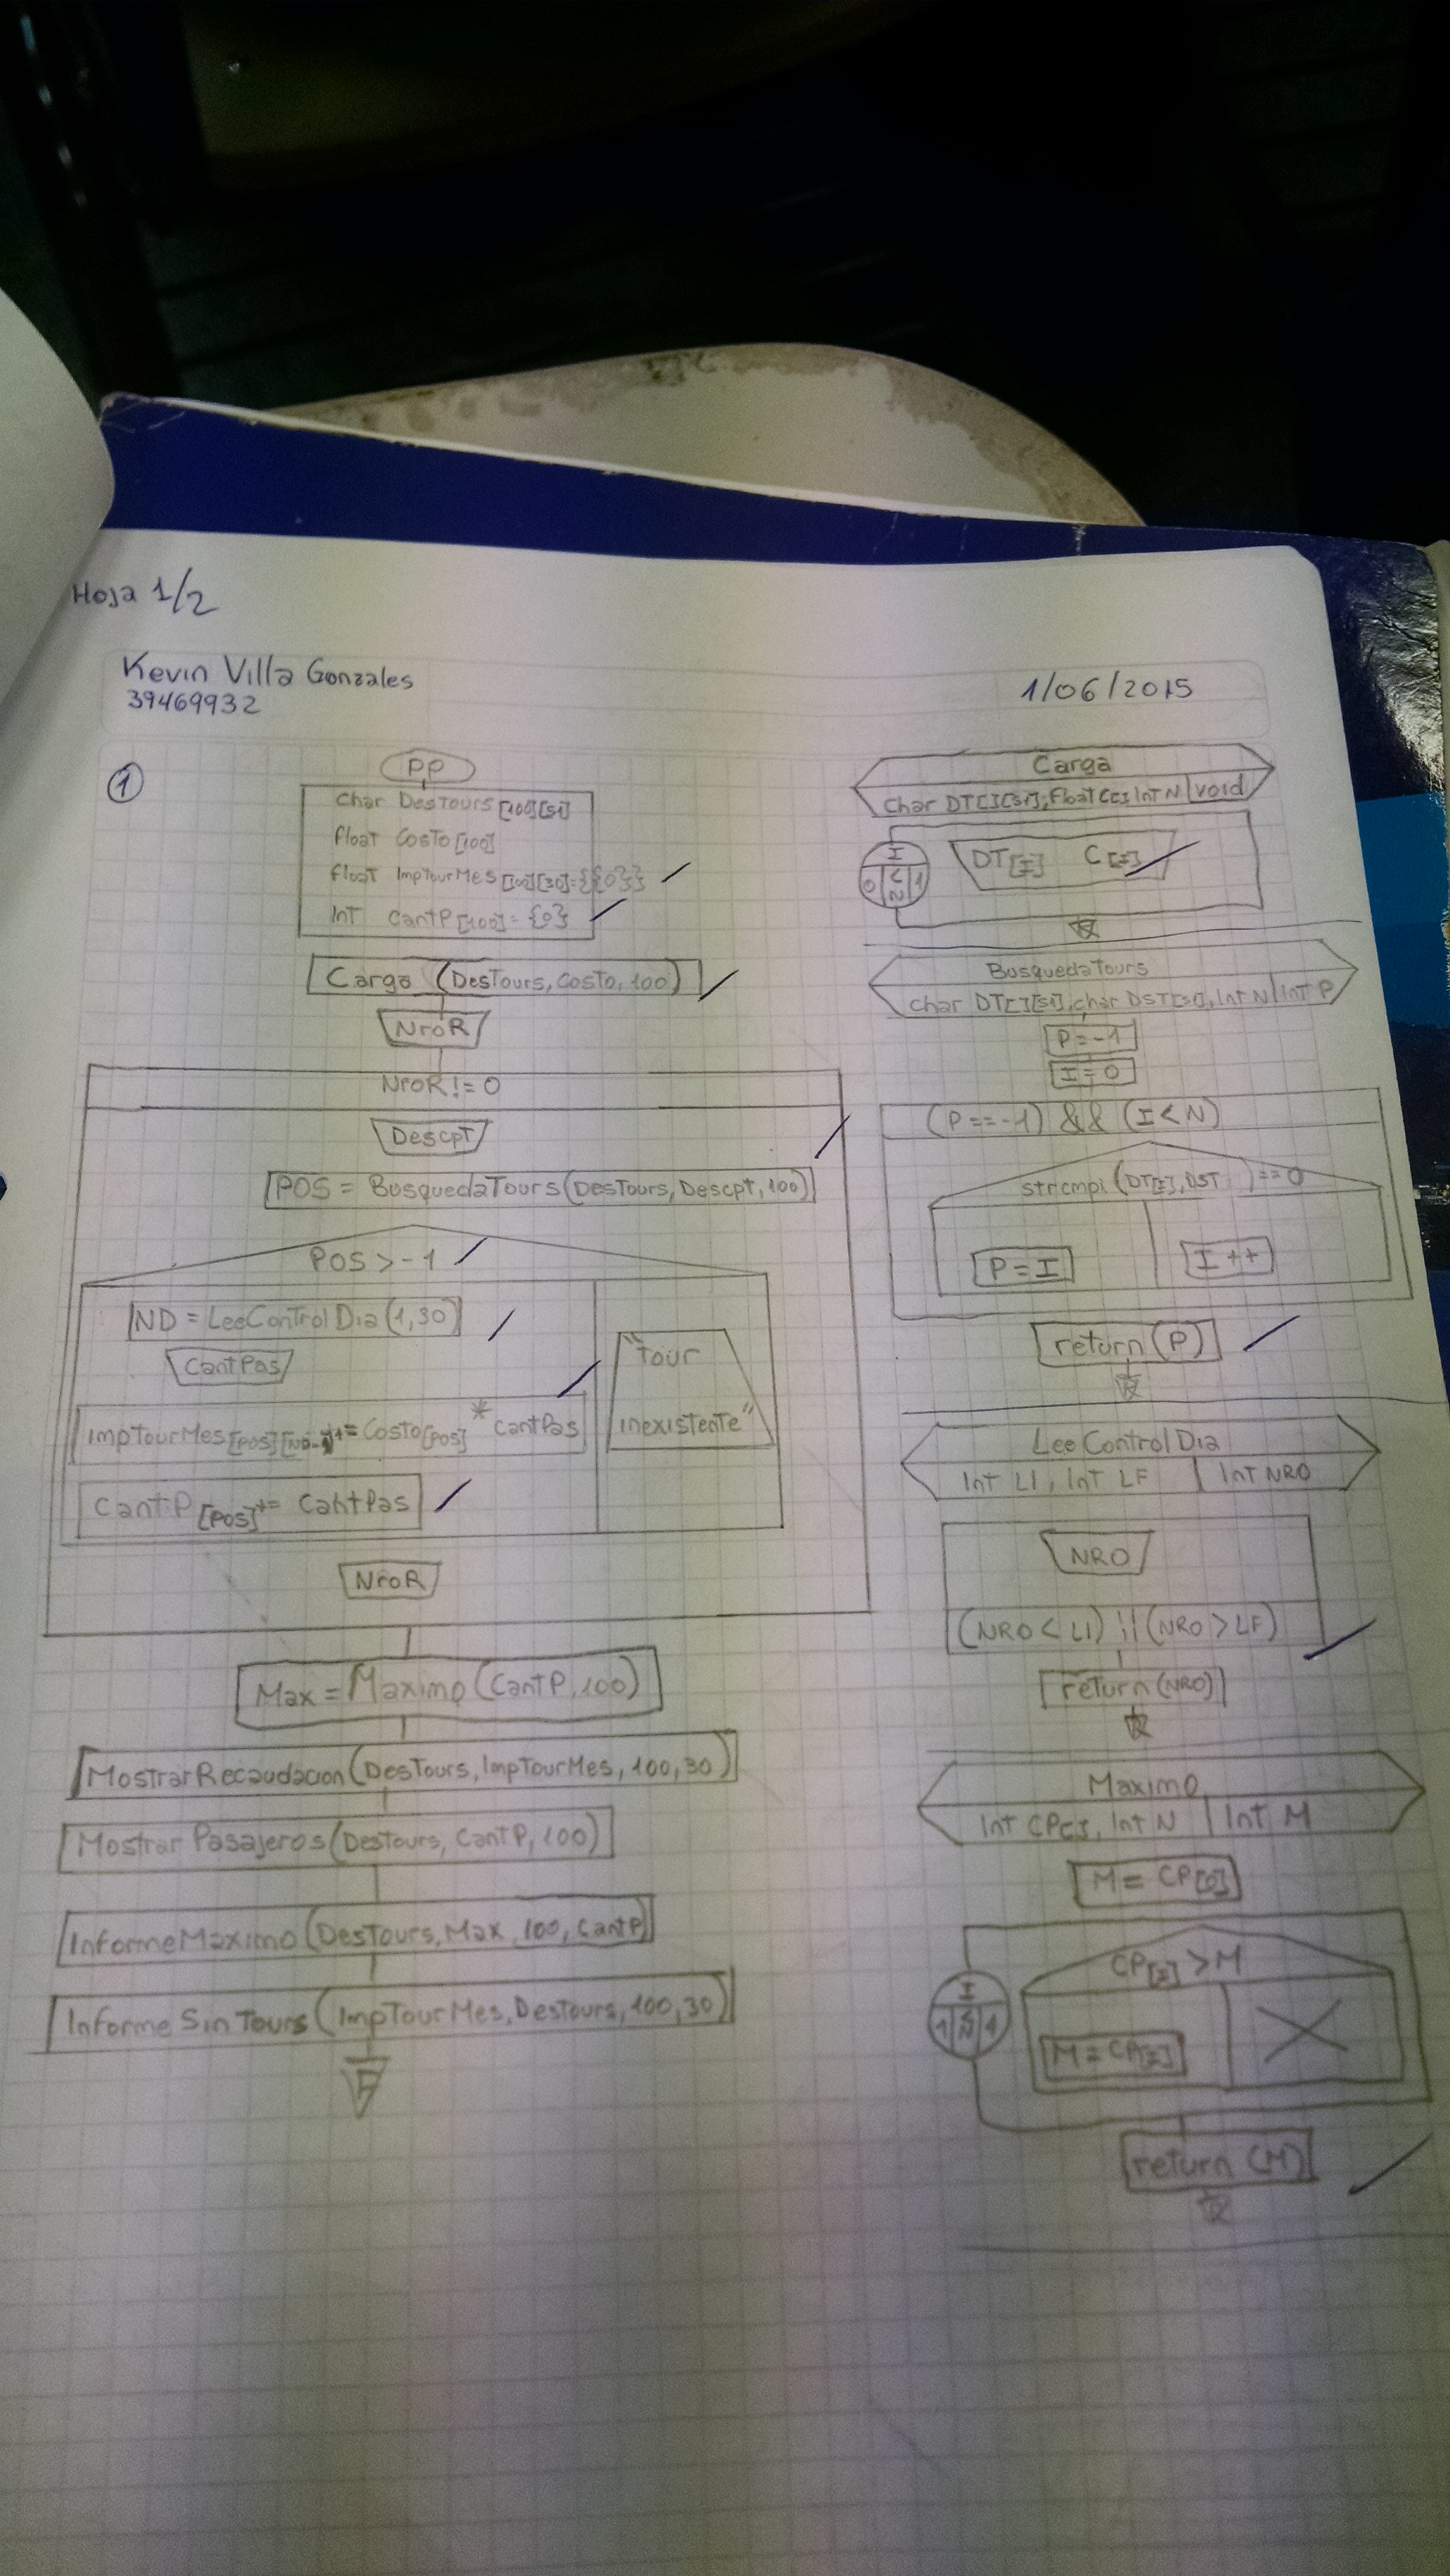 Hoja 1/2
Kevin Villa Gonzales
39469932
1/06/2015
1
PP
char DesTours[100][51]
float Costo[100]
float ImpTourMes[100][30]={{0}}
Int CantP[100]={0}
Carga (DesTours, Costo, 100)
NroR
NroR != 0
Descpt
POS = BusquedaTours(DesTours, Descpt, 100)
POS > -1
ND = LeeControlDia(1,30)
CantPas
ImpTourMes[POS][ND-1]+= Costo[POS] * cantPas
CantP[POS]+= CantPas
"Tour
inexistente"
NroR
Max = Maximo (CantP, 100)
MostrarRecaudacion (DesTours, ImpTourMes, 100, 30)
Mostrar Pasajeros (DesTours, CantP, 100)
InformeMaximo (DesTours, Max, 100, CantP)
Informe SinTours (ImpTourMes, DesTours, 100, 30)
Carga
Char DT[][51], Float C[] Int N void
I
0 < N 1
DT[I] C[I]
BusquedaTours
char DT[][51], char DST[51], Int N Int P
P=-1
I=0
(P==-1) && (I<N)
strcmpi (DT[I], DST )==0
P=I
I++
return(P)
LeeControlDia
Int LI, Int LF Int NRO
NRO
(NRO < LI) || (NRO > LF)
return(NRO)
Maximo
Int CP[], Int N Int M
M = CP[0]
CP[I] > M
I
1 < N 1
M = CP[I]
return (M)